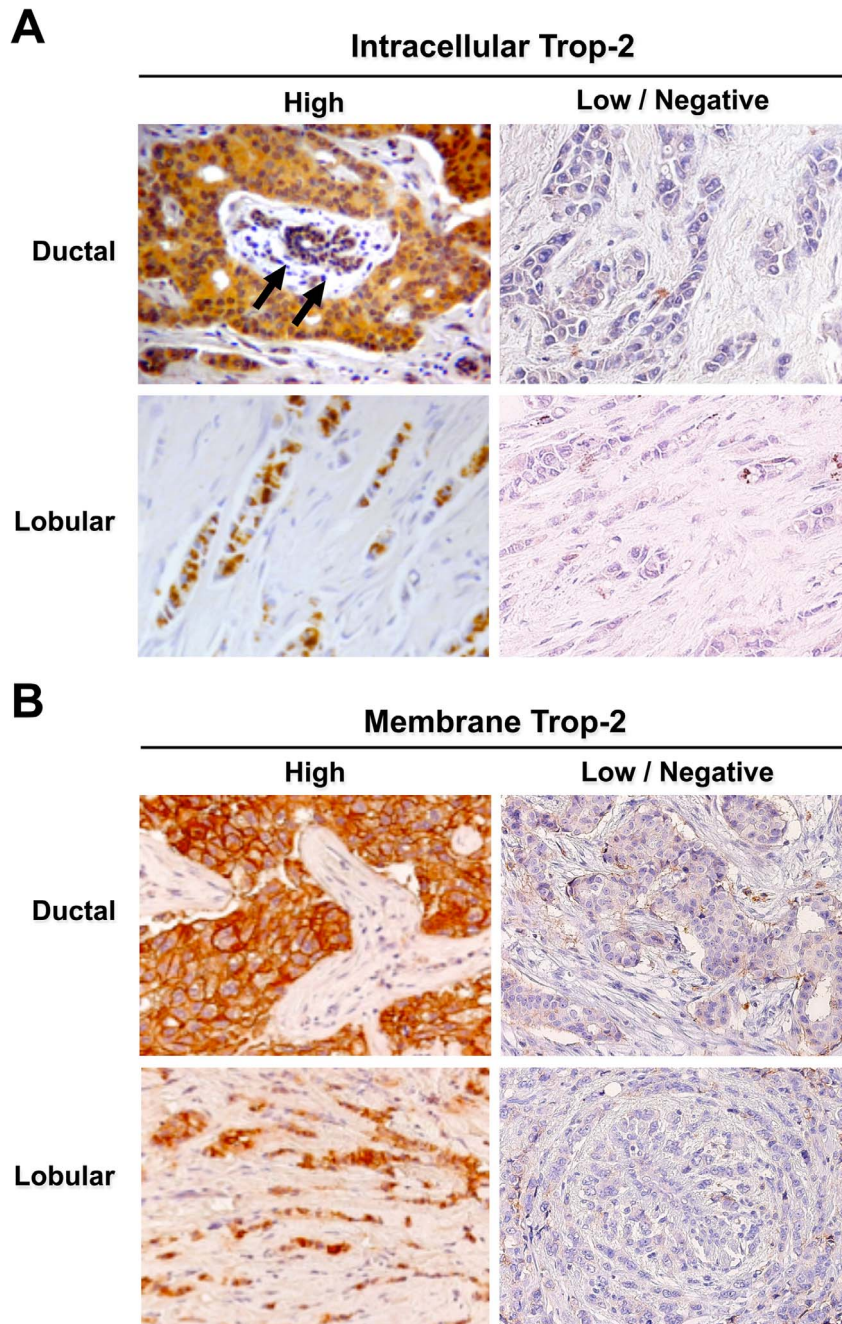 A
Intracellular Trop-2
High
Low / Negative
Ductal
Lobular
B
Membrane Trop-2
High
Low / Negative
Ductal
Lobular